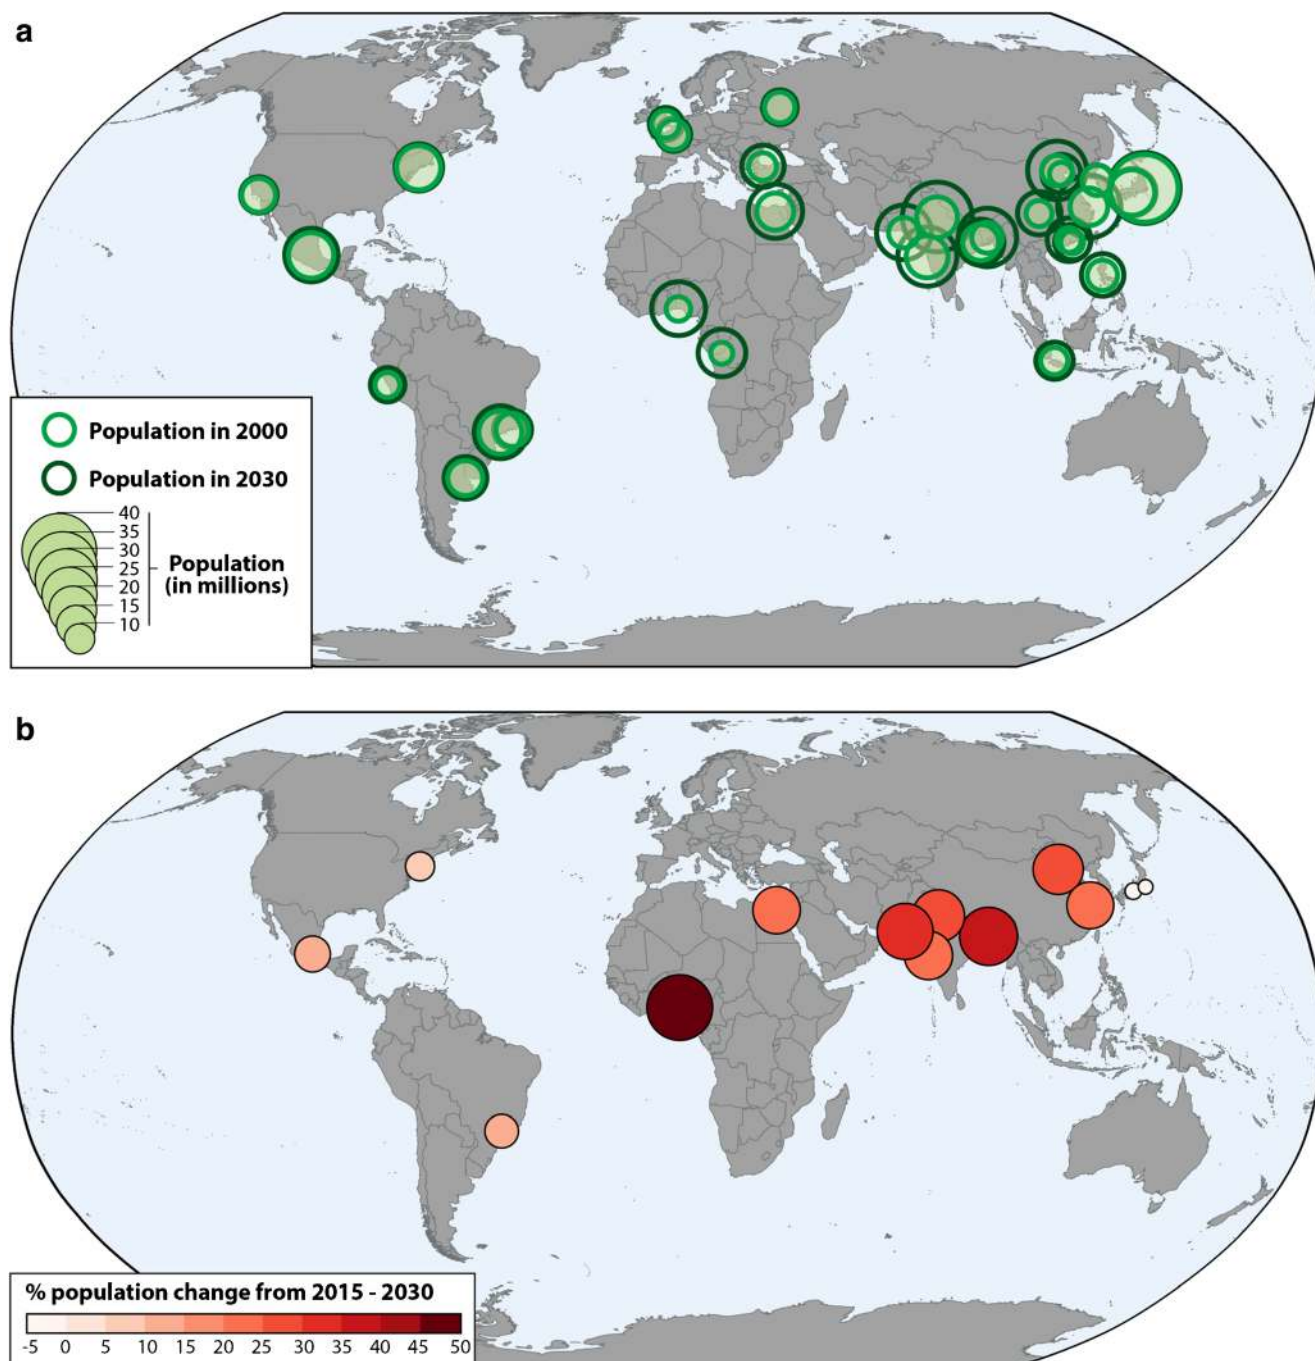 a
Population in 2000
Population in 2030
40
35
30
25
20
15
10
Population
(in millions)
b
% population change from 2015 - 2030
-5 0 5 10 15 20 25 30 35 40 45 50